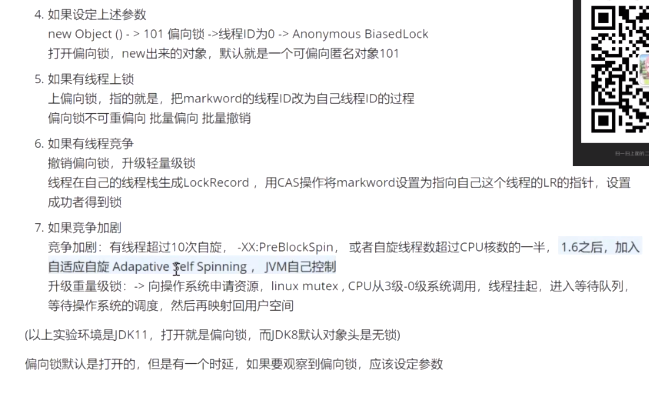 4. 如果设定上述参数
new Object () - > 101 偏向锁 ->线程ID为0 -> Anonymous BiasedLock
打开偏向锁，new出来的对象，默认就是一个可偏向匿名对象101
5. 如果有线程上锁
上偏向锁，指的就是，把markword的线程ID改为自己线程ID的过程
偏向锁不可重偏向 批量偏向 批量撤销
6. 如果有线程竞争
撤销偏向锁，升级轻量级锁
线程在自己的线程栈生成LockRecord ，用CAS操作将markword设置为指向自己这个线程的LR的指针，设置
成功者得到锁
7. 如果竞争加剧
竞争加剧：有线程超过10次自旋， -XX:PreBlockSpin， 或者自旋线程数超过CPU核数的一半， 1.6之后，加入
自适应自旋 Adapative Self Spinning ， JVM自己控制
升级重量级锁：-> 向操作系统申请资源，linux mutex , CPU从3级-0级系统调用，线程挂起，进入等待队列，
等待操作系统的调度，然后再映射回用户空间
(以上实验环境是JDK11，打开就是偏向锁，而JDK8默认对象头是无锁)
偏向锁默认是打开的，但是有一个时延，如果要观察到偏向锁，应该设定参数